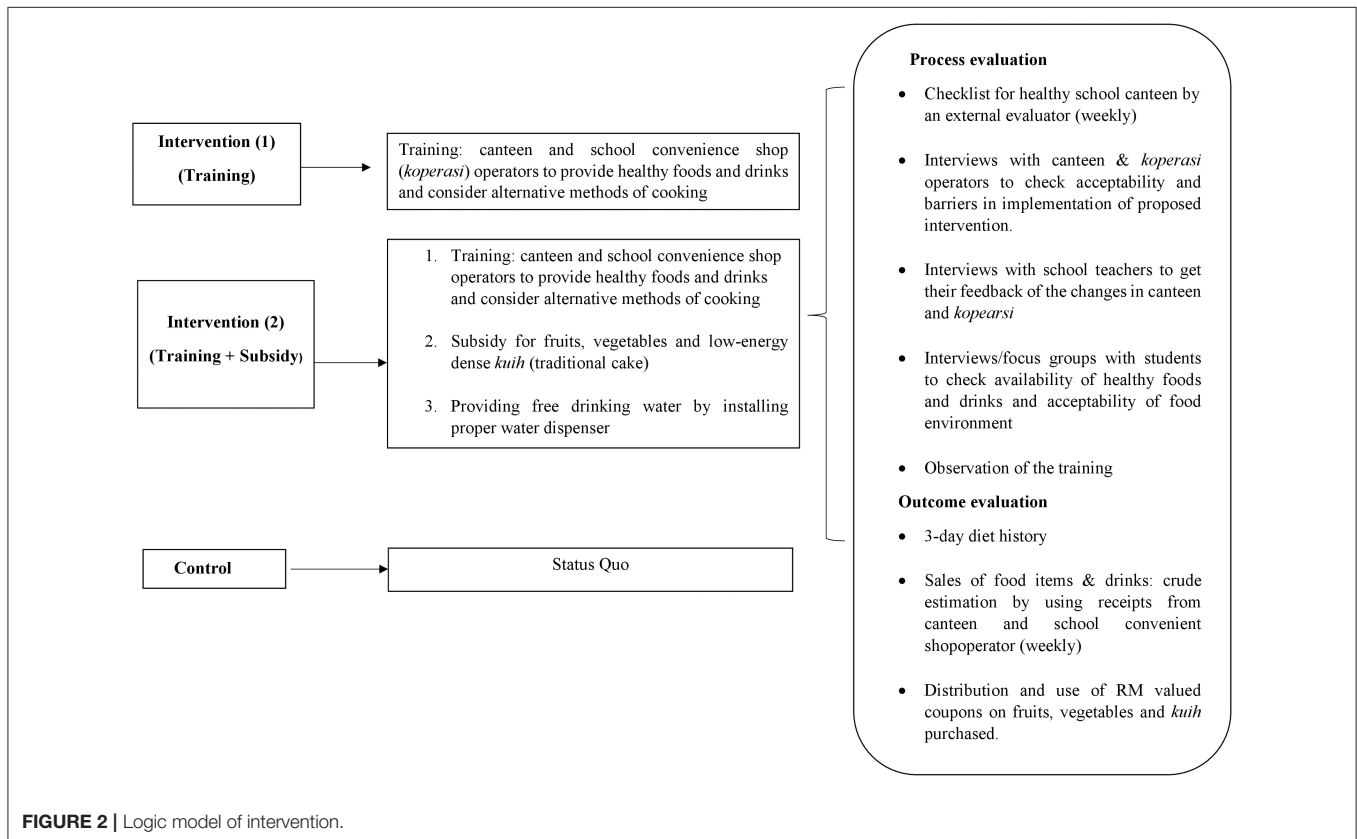 Intervention (1)
(Training)
Training: canteen and school convenience shop
(koperasi) operators to provide healthy foods and drinks
and consider alternative methods of cooking
Intervention (2)
(Training + Subsidy)
1. Training: canteen and school convenience shop
operators to provide healthy foods and drinks
and consider alternative methods of cooking
2. Subsidy for fruits, vegetables and low-energy
dense kuih (traditional cake)
3. Providing free drinking water by installing
proper water dispenser
Control
Status Quo
Process evaluation
• Checklist for healthy school canteen by
an external evaluator (weekly)
• Interviews with canteen & koperasi
operators to check acceptability and
barriers in implementation of proposed
intervention.
• Interviews with school teachers to get
their feedback of the changes in canteen
and kopearsi
• Interviews/focus groups with students
to check availability of healthy foods
and drinks and acceptability of food
environment
• Observation of the training
Outcome evaluation
• 3-day diet history
• Sales of food items & drinks: crude
estimation by using receipts from
canteen and school convenient
shopoperator (weekly)
• Distribution and use of RM valued
coupons on fruits, vegetables and kuih
purchased.
FIGURE 2 | Logic model of intervention.